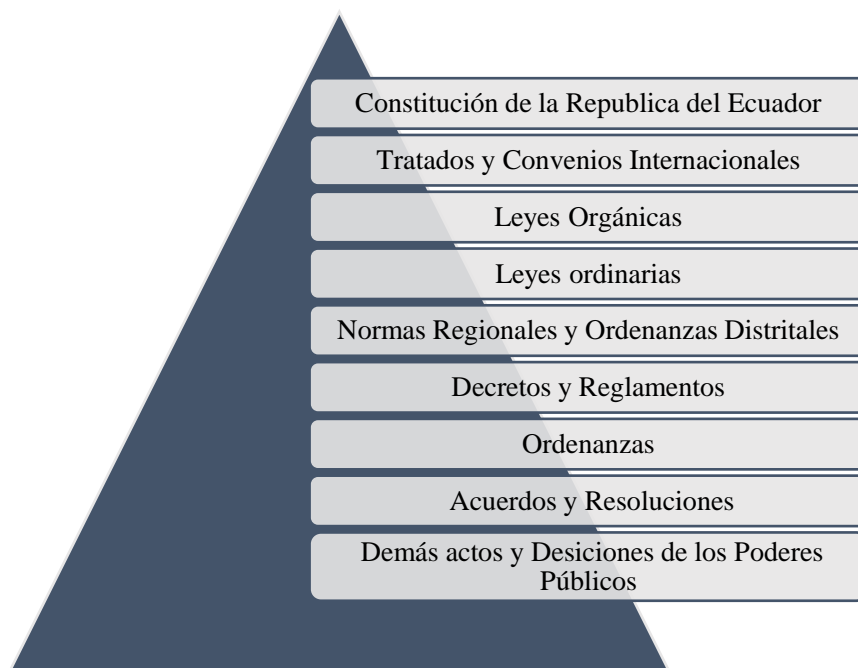 Constitución de la Republica del Ecuador
Tratados y Convenios Internacionales
Leyes Orgánicas
Leyes ordinarias
Normas Regionales y Ordenanzas Distritales
Decretos y Reglamentos
Ordenanzas
Acuerdos y Resoluciones
Demás actos y Desiciones de los Poderes
Públicos